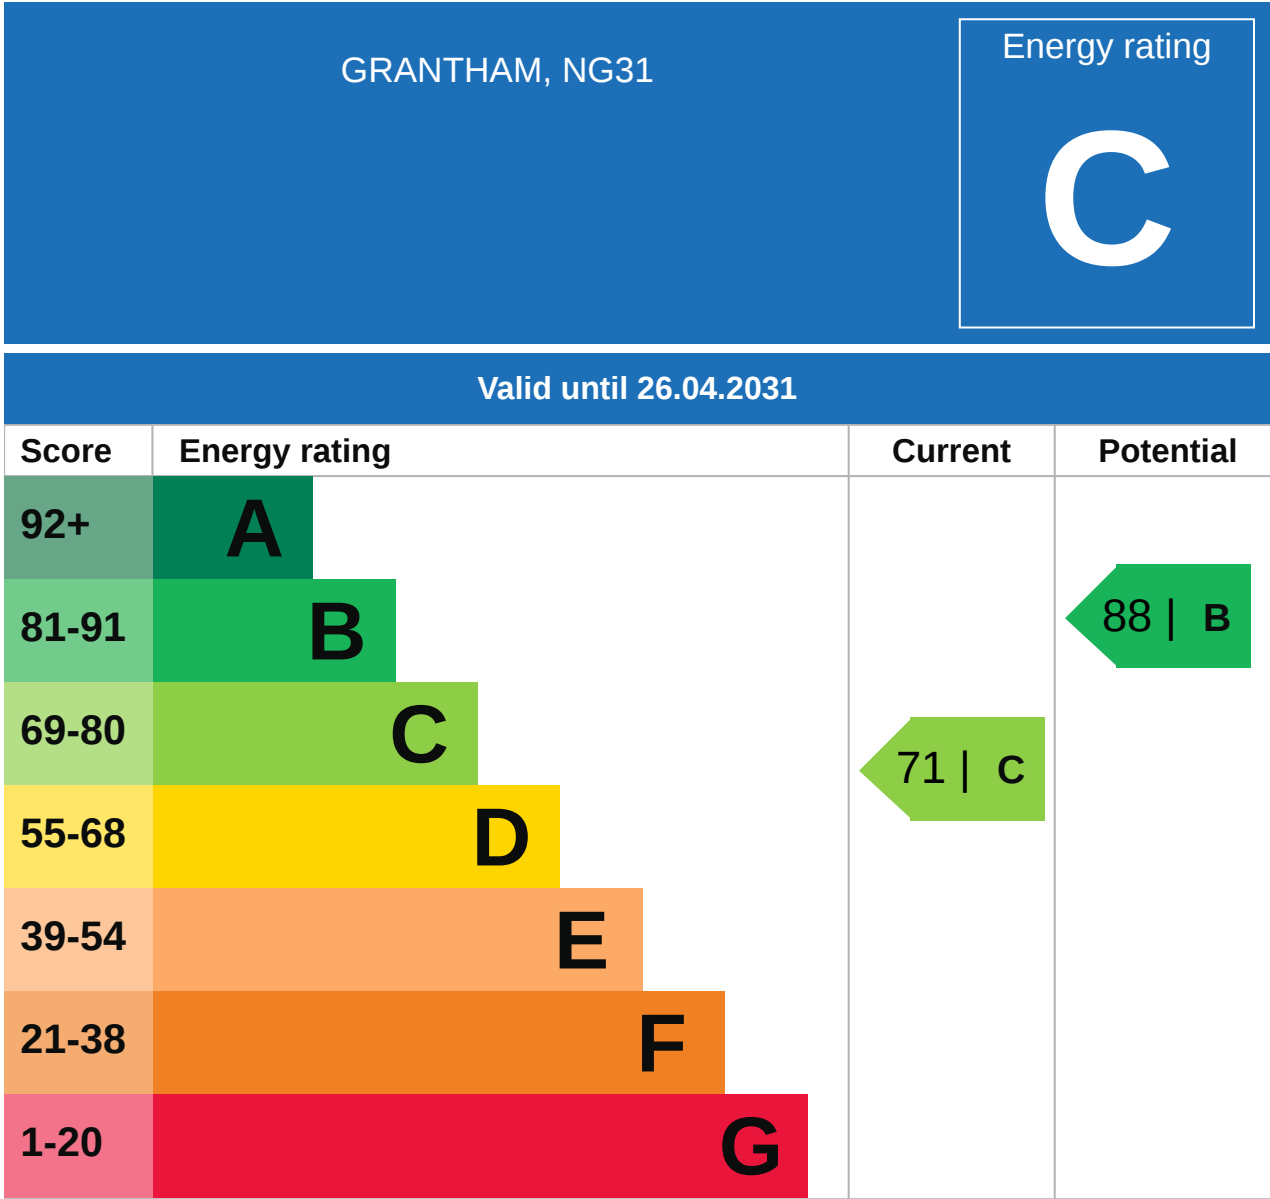 GRANTHAM, NG31
Energy rating
C
Valid until 26.04.2031
Score Energy rating Current Potential
92+ A
81-91 B
88 | B
69-80 C
71 | C
55-68 D
39-54 E
21-38 F
1-20 G